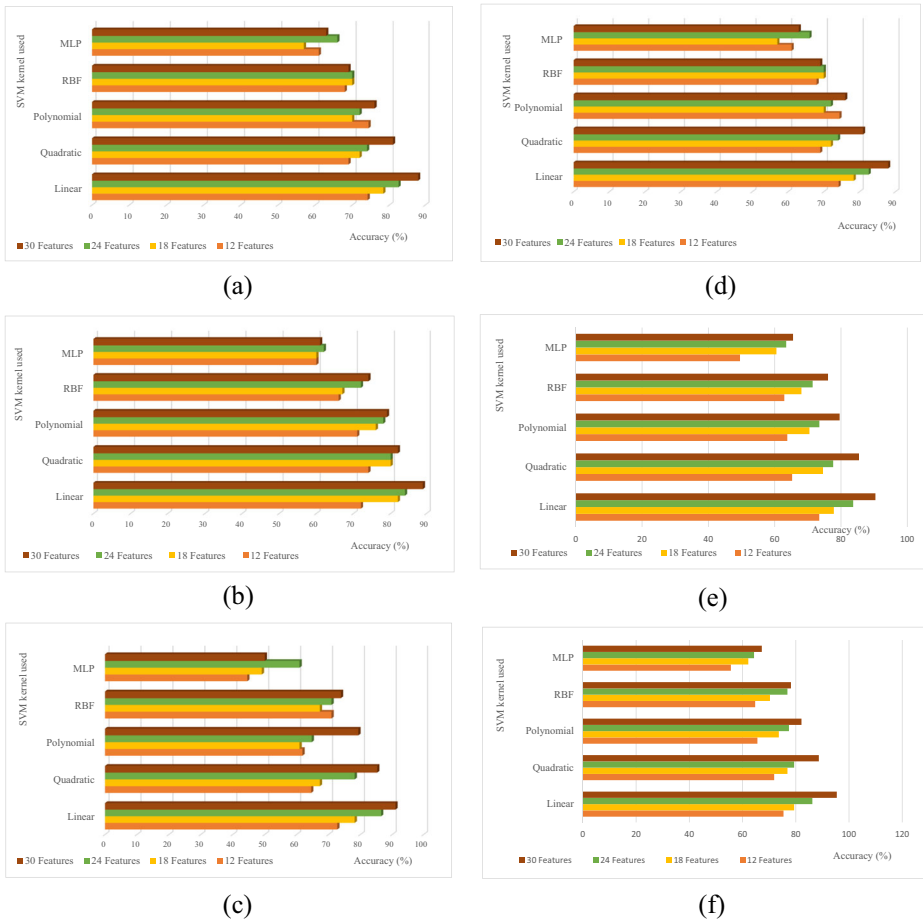 SVM kernel used
MLP
RBF
Polynomial
Quadratic
Linear
0 10 20 30 40 50 60 70 80 90
Accuracy (%)
30 Features 24 Features 18 Features 12 Features
(a)
SVM kernel used
MLP
RBF
Polynomial
Quadratic
Linear
0 10 20 30 40 50 60 70 80 90
Accuracy (%)
30 Features 24 Features 18 Features 12 Features
(d)
SVM kernel used
MLP
RBF
Polynomial
Quadratic
Linear
0 10 20 30 40 50 60 70 80 90
Accuracy (%)
30 Features 24 Features 18 Features 12 Features
(b)
SVM kernel used
MLP
RBF
Polynomial
Quadratic
Linear
Accuracy (%)
0 20 40 60 80 100
30 Features 24 Features 18 Features 12 Features
(e)
SVM kernel used
MLP
RBF
Polynomial
Quadratic
Linear
0 10 20 30 40 50 60 70 80 90 100
Accuracy (%)
30 Features 24 Features 18 Features 12 Features
(c)
SVM kernel used
MLP
RBF
Polynomial
Quadratic
Linear
0 20 40 60 80 100 120
Accuracy (%)
30 Features 24 Features 18 Features 12 Features
(f)